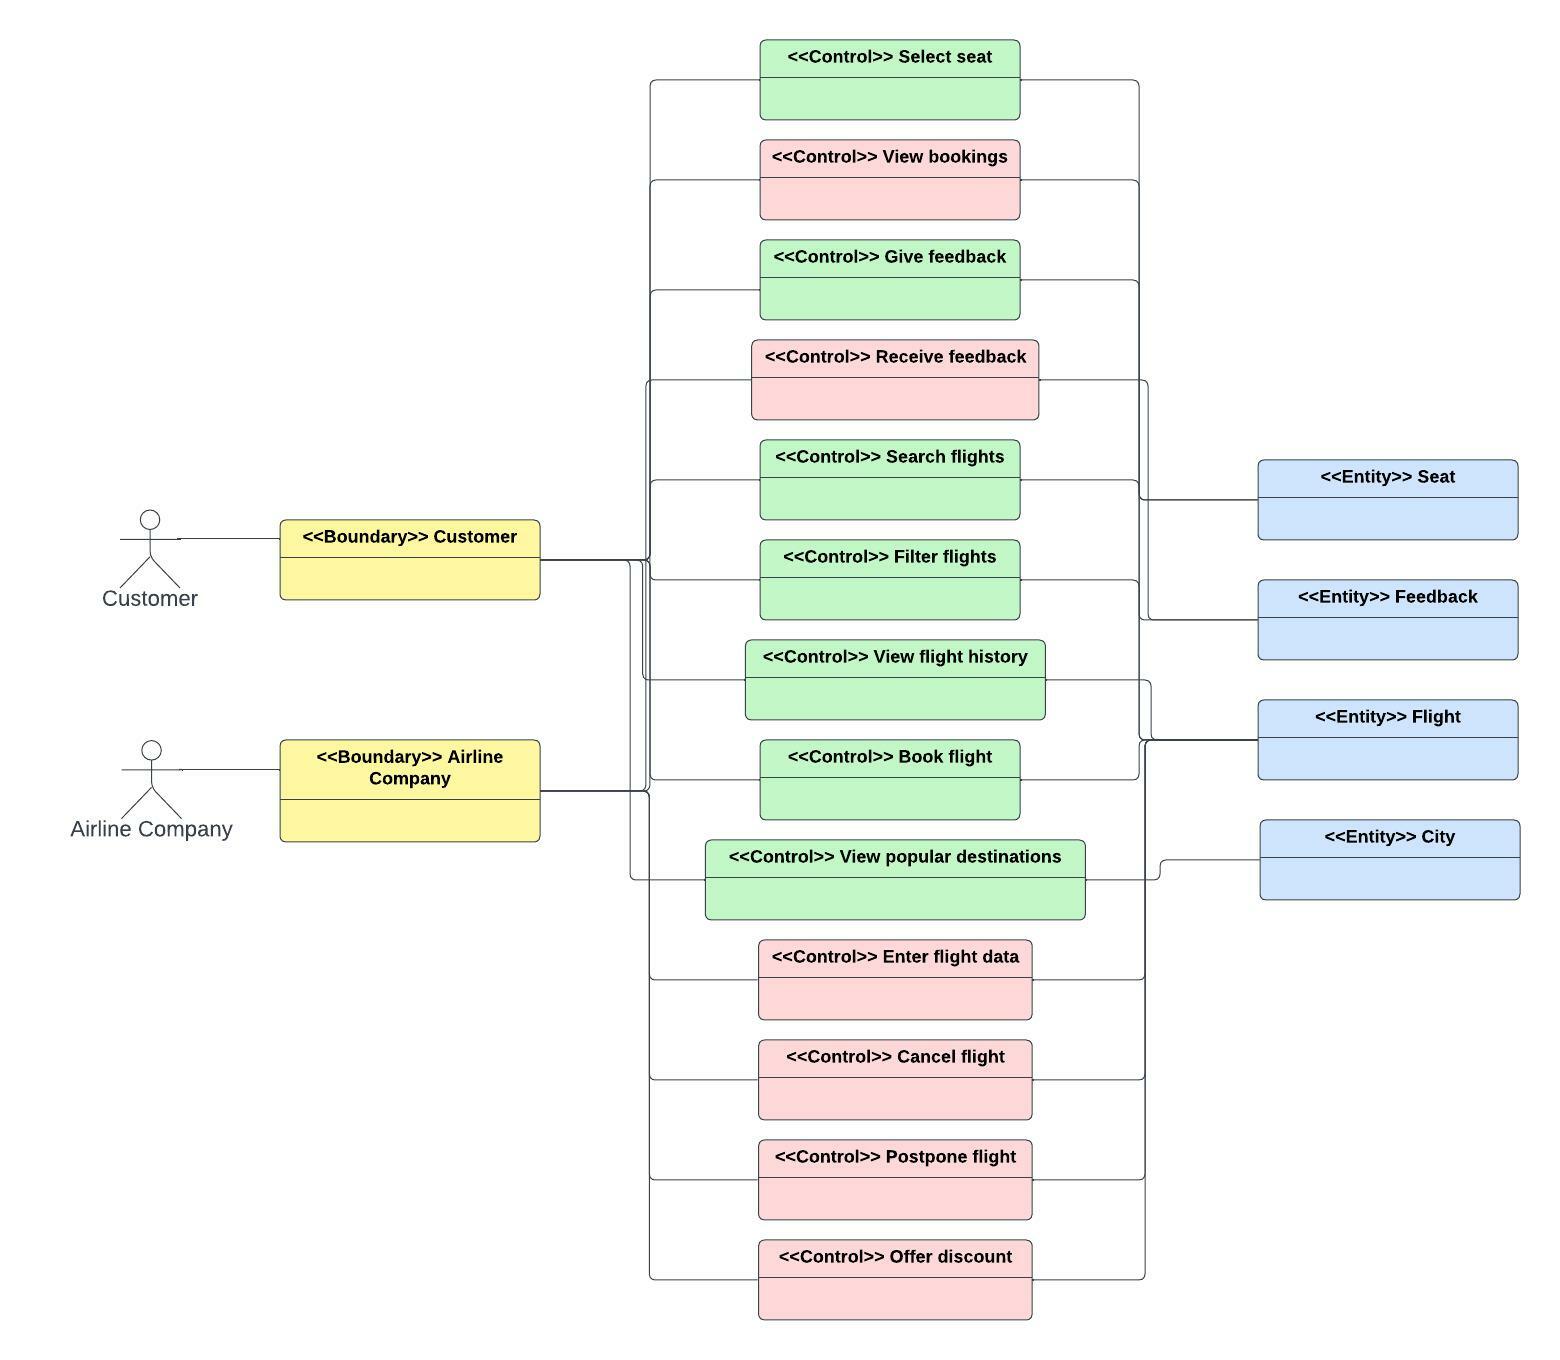 <<Control>> Select seat
<<Control>> View bookings
<<Control>> Give feedback
<<Control>> Receive feedback
<<Control>> Search flights
<<Entity>> Seat
<<Boundary>> Customer
Customer
<<Control>> Filter flights
<<Entity>> Feedback
<<Control>> View flight history
<<Entity>> Flight
<<Boundary>> Airline
Company
Airline Company
<<Control>> Book flight
<<Entity>> City
<<Control>> View popular destinations
<<Control>> Enter flight data
<<Control>> Cancel flight
<<Control>> Postpone flight
<<Control>> Offer discount